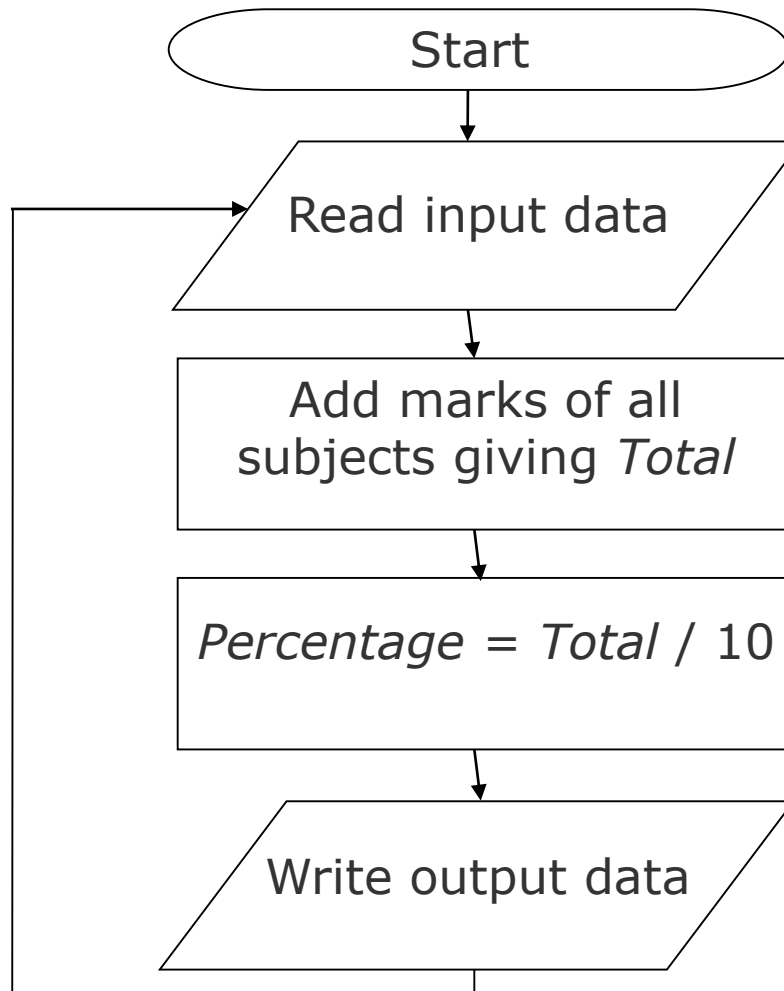 Start
Read input data
Add marks of all
subjects giving Total
Percentage = Total / 10
Write output data